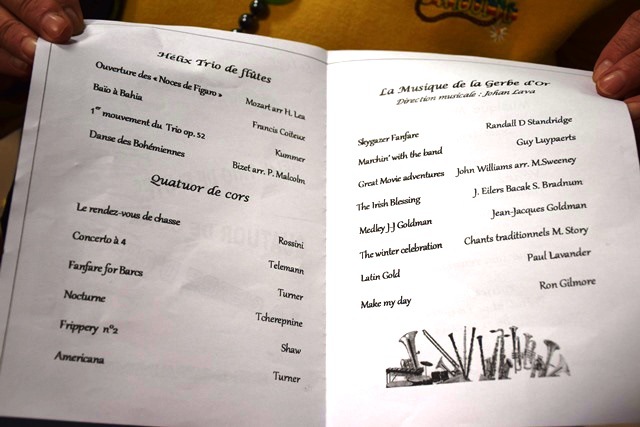 Hélix Trio de flûtes
Ouverture des « Noces de Figaro » Mozart arr H. Lea
Baïo à Bahia Francis Coiteux
1er mouvement du Trio op. 52 Kummer
Danse des Bohémiennes Bizet arr. P. Malcolm
Quatuor de cors
Le rendez-vous de chasse Rossini
Concerto à 4 Telemann
Fanfare for Barcs Turner
Nocturne Tcherepnine
Frippery n°2 Shaw
Americana Turner
La Musique de la Gerbe d'Or
Direction musicale : Johan Lava
Skygazer Fanfare Randall D Standridge
Marchin' with the band Guy Luypaerts
Great Movie adventures John Williams arr. M.Sweeney
The Irish Blessing J. Eilers Bacak S. Bradnum
Medley J-J Goldman Jean-Jacques Goldman
The winter celebration Chants traditionnels M. Story
Latin Gold Paul Lavander
Make my day Ron Gilmore